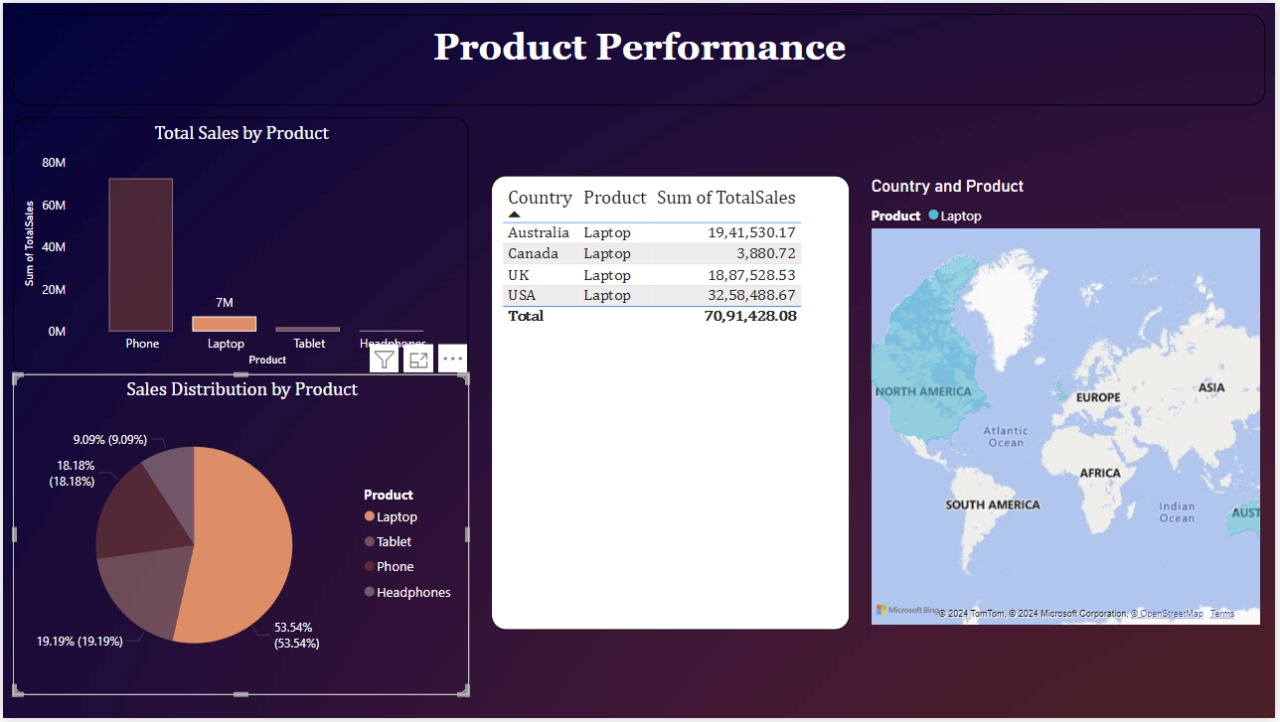 Product Performance
Total Sales by Product
80M
60M
40M
20M
0M
Sum of TotalSales
7M
Phone
Laptop
Tablet
Headphones
Product
Sales Distribution by Product
9.09% (9.09%)
18.18%
(18.18%)
19.19% (19.19%)
53.54%
(53.54%)
Product
Laptop
Tablet
Phone
Headphones
Country Product Sum of TotalSales
Australia Laptop 19,41,530.17
Canada Laptop 3,880.72
UK Laptop 18,87,528.53
USA Laptop 32,58,488.67
Total 70,91,428.08
Country and Product
Product Laptop
NORTH AMERICA
EUROPE
ASIA
Atlantic
Ocean
AFRICA
SOUTH AMERICA
Indian
Ocean
AUST
Microsoft Bing
© 2024 TomTom, © 2024 Microsoft Corporation, © OpenStreetMap Terms